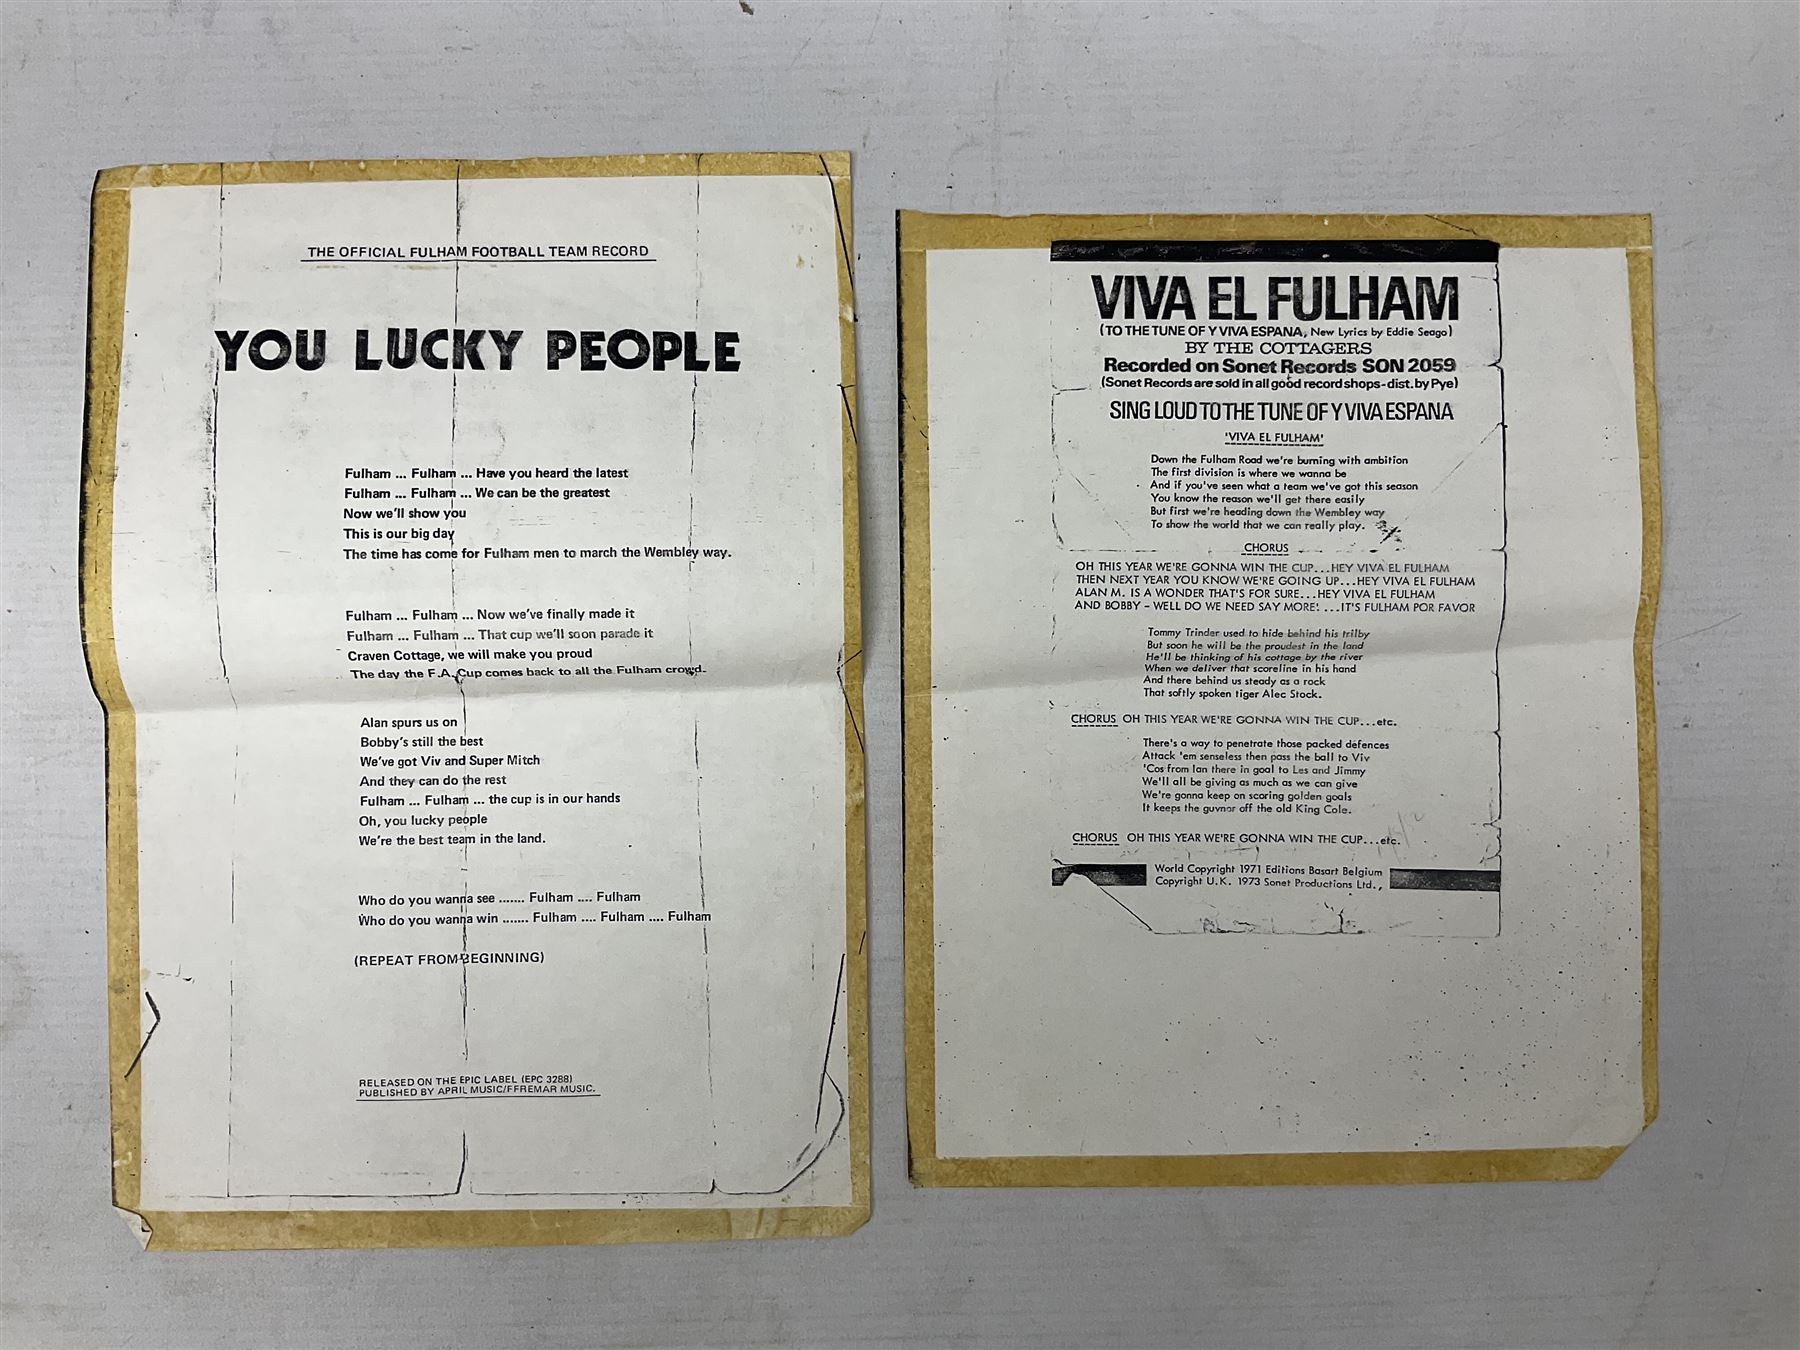 THE OFFICIAL FULHAM FOOTBALL TEAM RECORD
YOU LUCKY PEOPLE
Fulham ... Fulham ... Have you heard the latest
Fulham ... Fulham ... We can be the greatest
Now we'll show you
This is our big day
The time has come for Fulham men to march the Wembley way.
Fulham ... Fulham ... Now we've finally made it
Fulham ... Fulham ... That cup we'll soon parade it
Craven Cottage, we will make you proud
The day the F.A. Cup comes back to all the Fulham crowd.
Alan spurs us on
Bobby's still the best
We've got Viv and Super Mitch
And they can do the rest
Fulham ... Fulham ... the cup is in our hands
Oh, you lucky people
We're the best team in the land.
Who do you wanna see ....... Fulham .... Fulham
Who do you wanna win ....... Fulham .... Fulham .... Fulham
(REPEAT FROM BEGINNING)
RELEASED ON THE EPIC LABEL (EPC 3288)
PUBLISHED BY APRIL MUSIC/FFREMAR MUSIC.
VIVA EL FULHAM
(TO THE TUNE OF Y VIVA ESPANA, New Lyrics by Eddie Seago)
BY THE COTTAGERS
Recorded on Sonet Records SON 2059
(Sonet Records are sold in all good record shops-dist. by Pye)
SING LOUD TO THE TUNE OF Y VIVA ESPANA
'VIVA EL FULHAM'
Down the Fulham Road we're burning with ambition
The first division is where we wanna be
And if you've seen what a team we've got this season
You know the reason we'll get there easily
But first we're heading down the Wembley way
To show the world that we can really play.
CHORUS
OH THIS YEAR WE'RE GONNA WIN THE CUP...HEY VIVA EL FULHAM
THEN NEXT YEAR YOU KNOW WE'RE GOING UP...HEY VIVA EL FULHAM
ALAN M. IS A WONDER THAT'S FOR SURE...HEY VIVA EL FULHAM
AND BOBBY - WELL DO WE NEED SAY MORE! ...IT'S FULHAM POR FAVOR
Tommy Trinder used to hide behind his trilby
But soon he will be the proudest in the land
He'll be thinking of his cottage by the river
When we deliver that scoreline in his hand
And there behind us steady as a rock
That softly spoken tiger Alec Stock.
CHORUS OH THIS YEAR WE'RE GONNA WIN THE CUP...etc.
There's a way to penetrate those packed defences
Attack 'em senseless then pass the ball to Viv
'Cos from Ian there in goal to Les and Jimmy
We'll all be giving as much as we can give
We're gonna keep on scoring golden goals
It keeps the guvnor off the old King Cole.
CHORUS OH THIS YEAR WE'RE GONNA WIN THE CUP...etc.
World Copyright 1971 Editions Basart Belgium
Copyright U.K. 1973 Sonet Productions Ltd.,